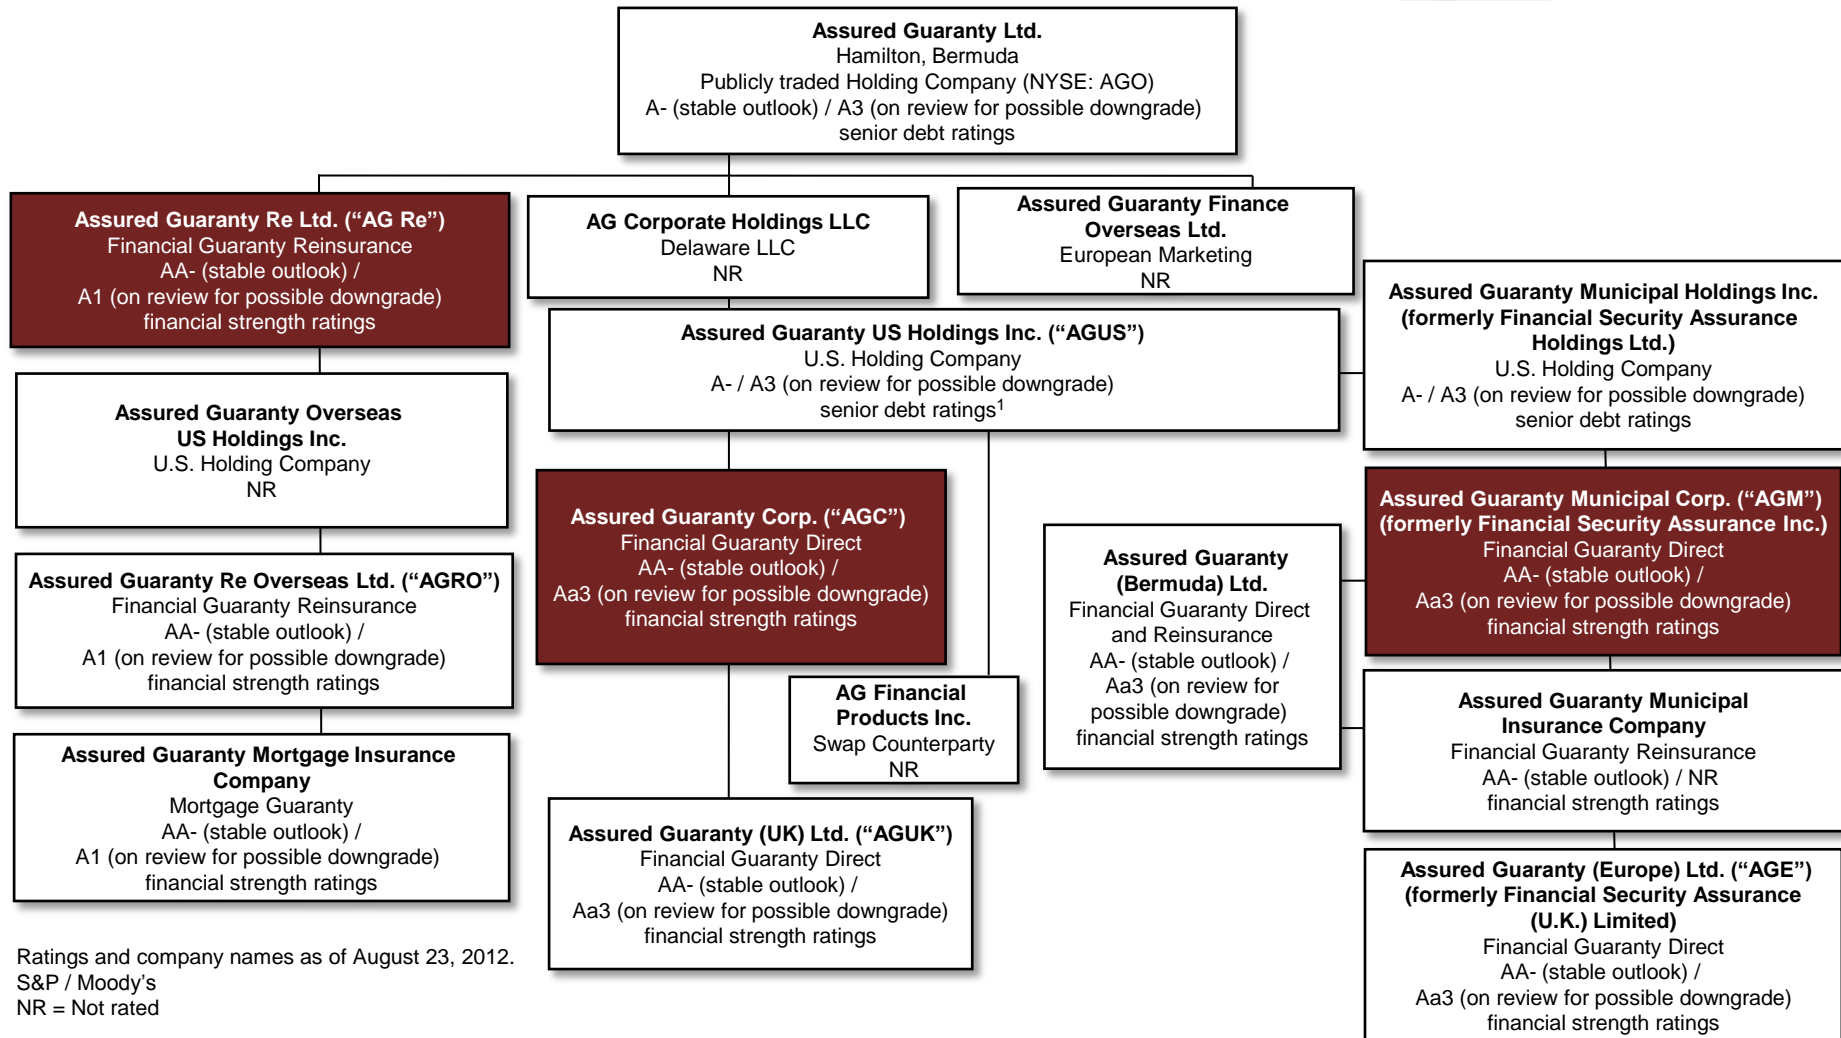 Assured Guaranty Ltd.
Hamilton, Bermuda
Publicly traded Holding Company (NYSE: AGO)
A- (stable outlook) / A3 (on review for possible downgrade)
senior debt ratings
Assured Guaranty Re Ltd. (“AG Re”)
Financial Guaranty Reinsurance
AA- (stable outlook) /
A1 (on review for possible downgrade)
financial strength ratings
AG Corporate Holdings LLC
Delaware LLC
NR
Assured Guaranty Finance
Overseas Ltd.
European Marketing
NR
Assured Guaranty US Holdings Inc. (“AGUS”)
U.S. Holding Company
A- / A3 (on review for possible downgrade)
senior debt ratings¹
Assured Guaranty Municipal Holdings Inc.
(formerly Financial Security Assurance
Holdings Ltd.)
U.S. Holding Company
A- / A3 (on review for possible downgrade)
senior debt ratings
Assured Guaranty Overseas
US Holdings Inc.
U.S. Holding Company
NR
Assured Guaranty Corp. (“AGC”)
Financial Guaranty Direct
AA- (stable outlook) /
Aa3 (on review for possible downgrade)
financial strength ratings
Assured Guaranty Municipal Corp. (“AGM”)
(formerly Financial Security Assurance Inc.)
Financial Guaranty Direct
AA- (stable outlook) /
Aa3 (on review for possible downgrade)
financial strength ratings
Assured Guaranty
(Bermuda) Ltd.
Financial Guaranty Direct
and Reinsurance
AA- (stable outlook) /
Aa3 (on review for
possible downgrade)
financial strength ratings
Assured Guaranty Re Overseas Ltd. (“AGRO”)
Financial Guaranty Reinsurance
AA- (stable outlook) /
A1 (on review for possible downgrade)
financial strength ratings
AG Financial
Products Inc.
Swap Counterparty
NR
Assured Guaranty Municipal
Insurance Company
Financial Guaranty Reinsurance
AA- (stable outlook) / NR
financial strength ratings
Assured Guaranty Mortgage Insurance
Company
Mortgage Guaranty
AA- (stable outlook) /
A1 (on review for possible downgrade)
financial strength ratings
Assured Guaranty (UK) Ltd. (“AGUK”)
Financial Guaranty Direct
AA- (stable outlook) /
Aa3 (on review for possible downgrade)
financial strength ratings
Assured Guaranty (Europe) Ltd. (“AGE”)
(formerly Financial Security Assurance
(U.K.) Limited)
Financial Guaranty Direct
AA- (stable outlook) /
Aa3 (on review for possible downgrade)
financial strength ratings
Ratings and company names as of August 23, 2012.
S&P / Moody’s
NR = Not rated